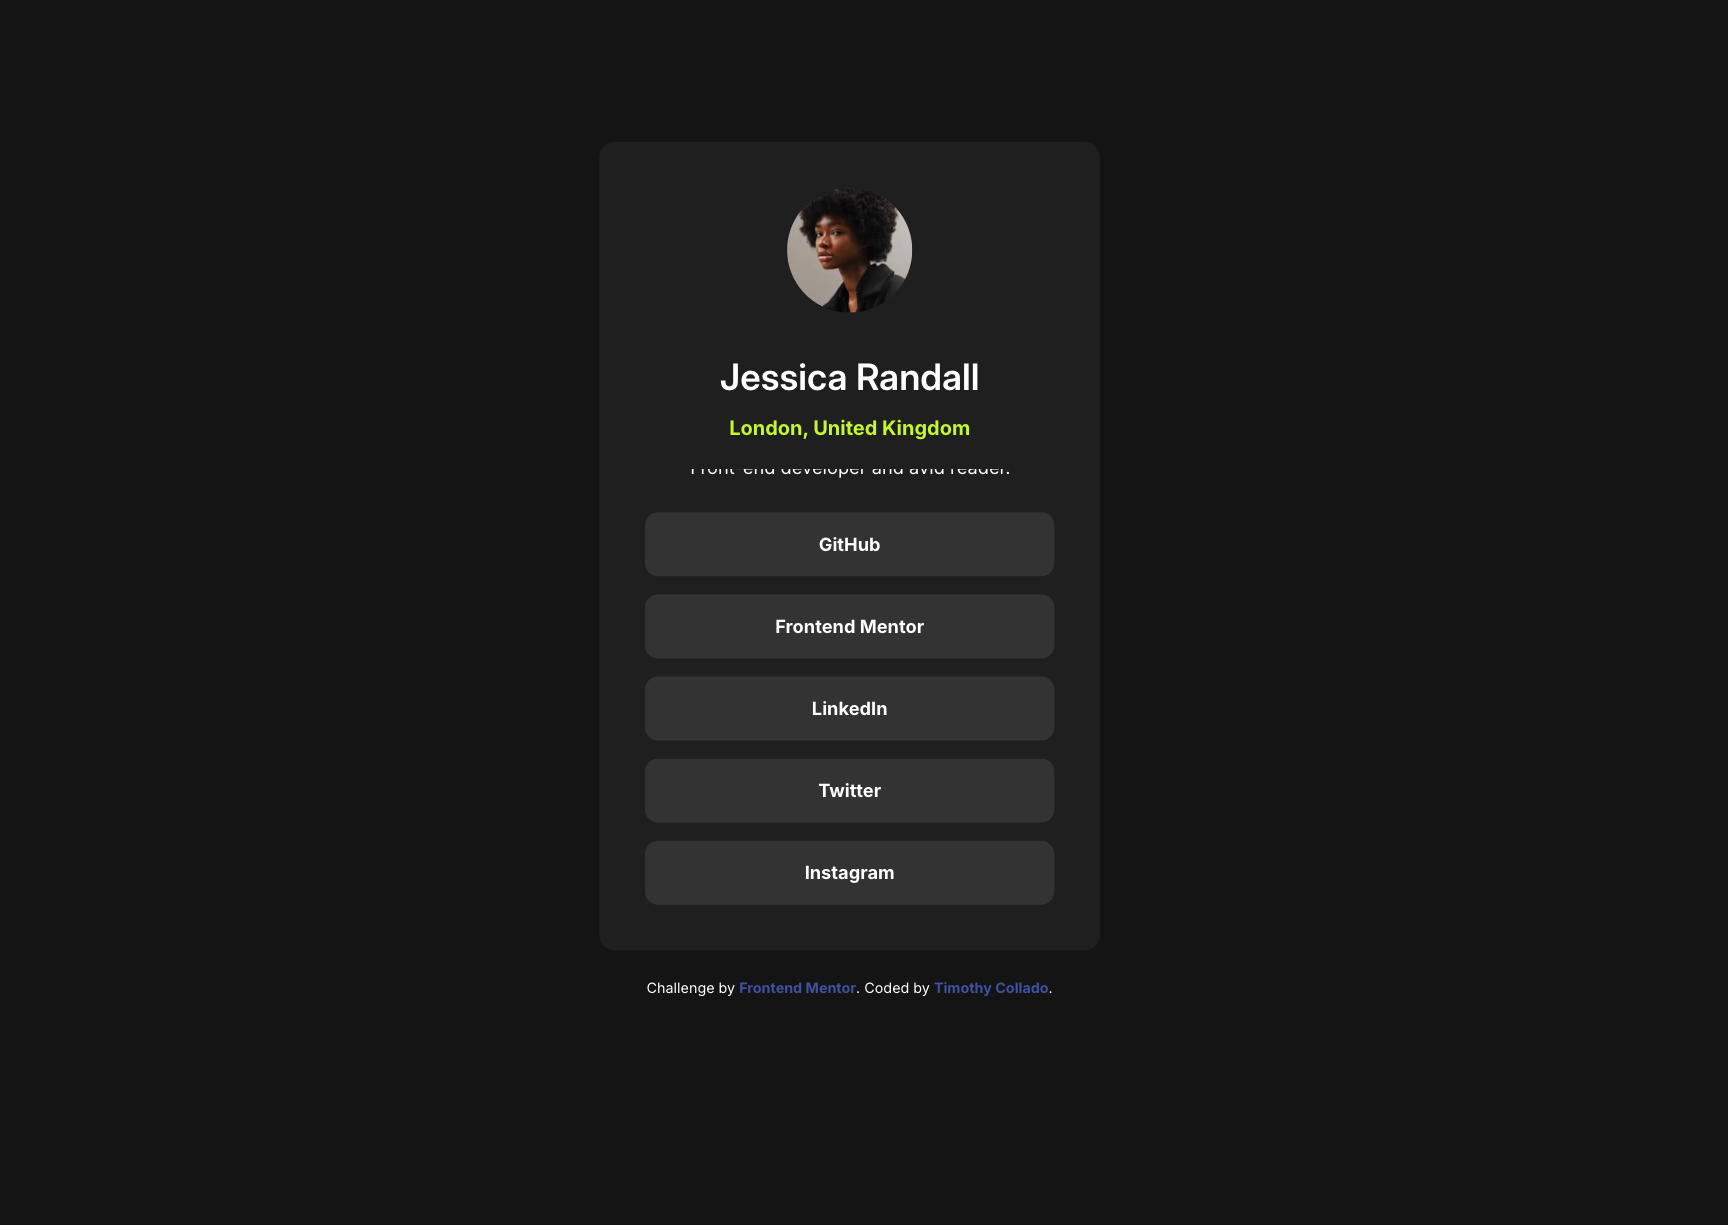 Jessica Randall
London, United Kingdom
Front-end developer and avid reader.
GitHub
Frontend Mentor
LinkedIn
Twitter
Instagram
Challenge by Frontend Mentor. Coded by Timothy Collado.